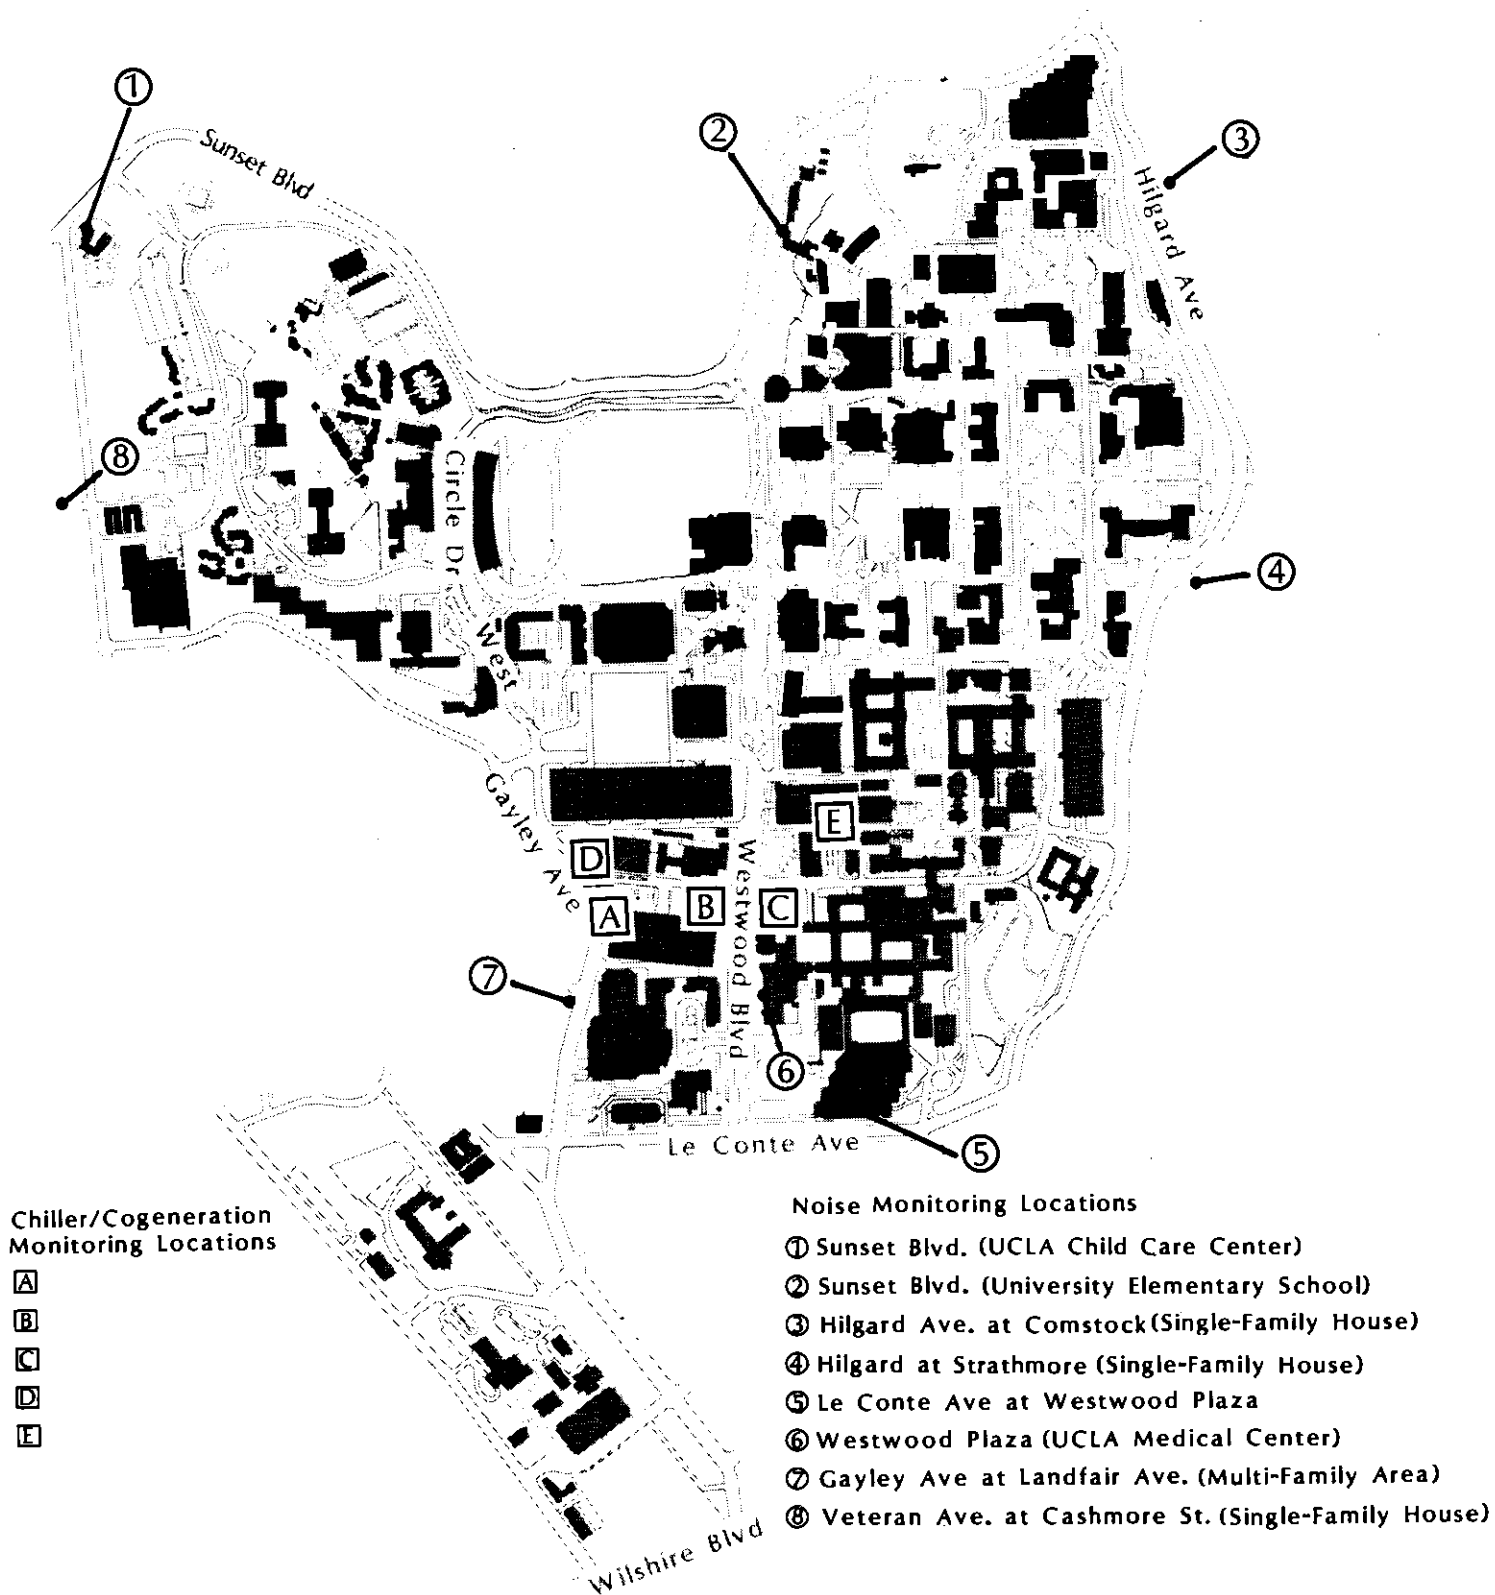 ①
②
③
Sunset Blvd
Hilgard Ave
⑧
Circle Dr
West
④
Gayley Ave
E
D
A
B
C
Westwood Blvd
⑦
⑥
Le Conte Ave
⑤
Wilshire Blvd
Chiller/Cogeneration
Monitoring Locations
A
B
C
D
E
Noise Monitoring Locations
① Sunset Blvd. (UCLA Child Care Center)
② Sunset Blvd. (University Elementary School)
③ Hilgard Ave. at Comstock (Single-Family House)
④ Hilgard at Strathmore (Single-Family House)
⑤ Le Conte Ave at Westwood Plaza
⑥ Westwood Plaza (UCLA Medical Center)
⑦ Gayley Ave at Landfair Ave. (Multi-Family Area)
⑧ Veteran Ave. at Cashmore St. (Single-Family House)